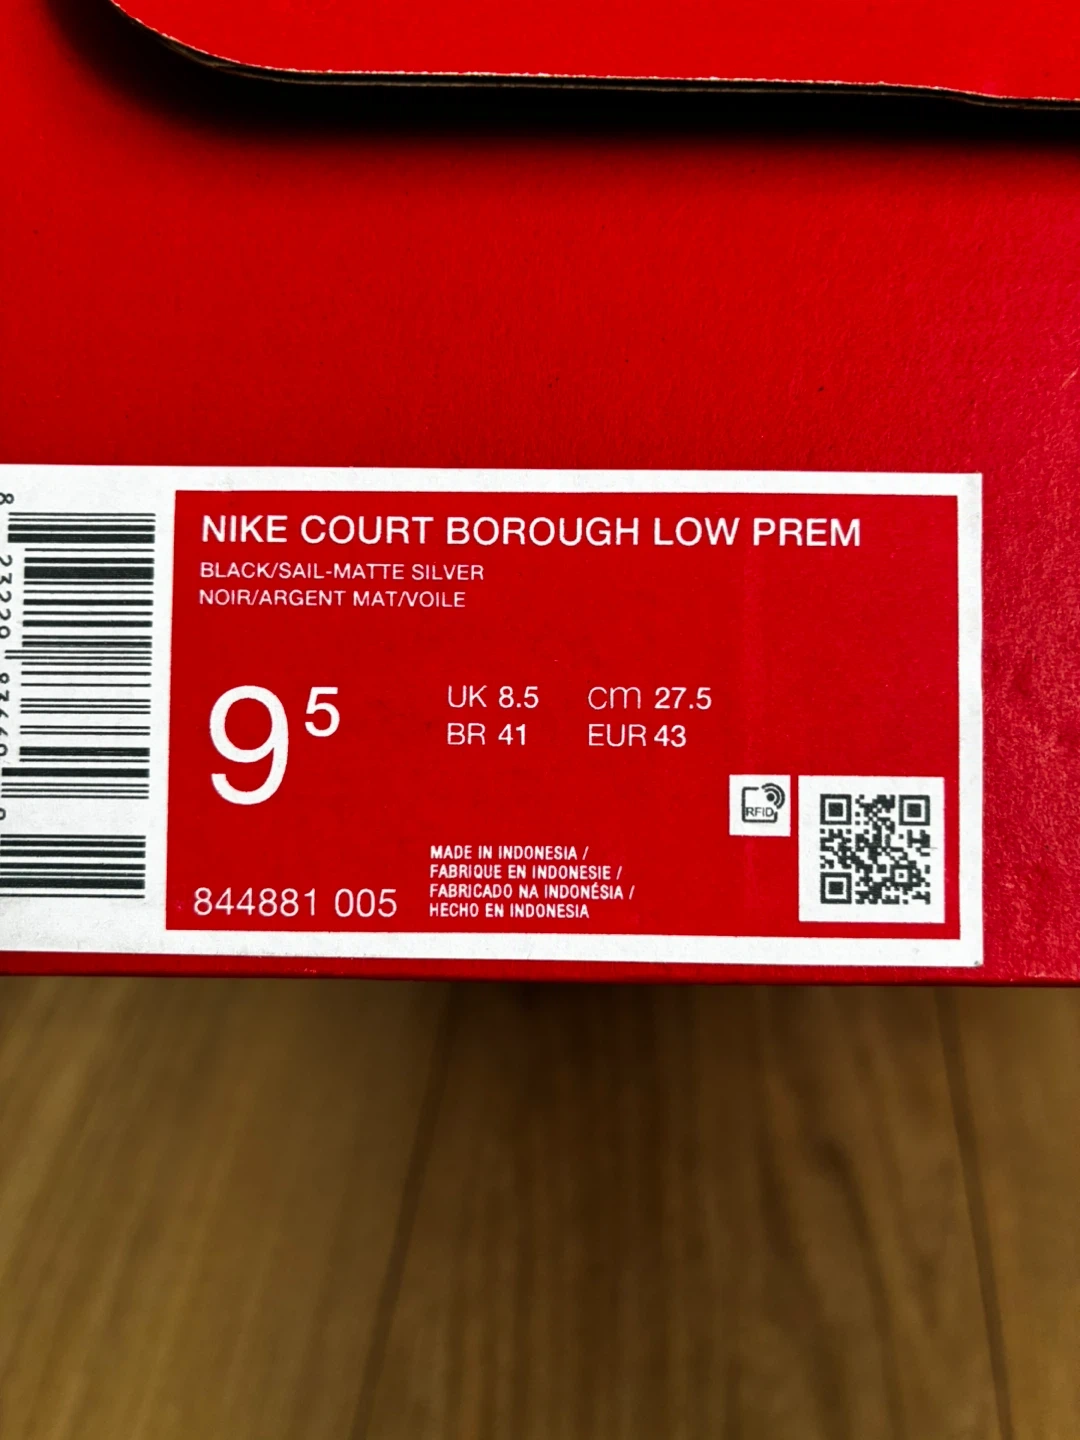 NIKE COURT BOROUGH LOW PREM
BLACK/SAIL-MATTE SILVER
NOIR/ARGENT MAT/VOILE
9 5
UK 8.5 cm 27.5
BR 41 EUR 43
RFID
MADE IN INDONESIA /
FABRIQUE EN INDONESIE /
FABRICADO NA INDONÉSIA /
HECHO EN INDONESIA
844881 005